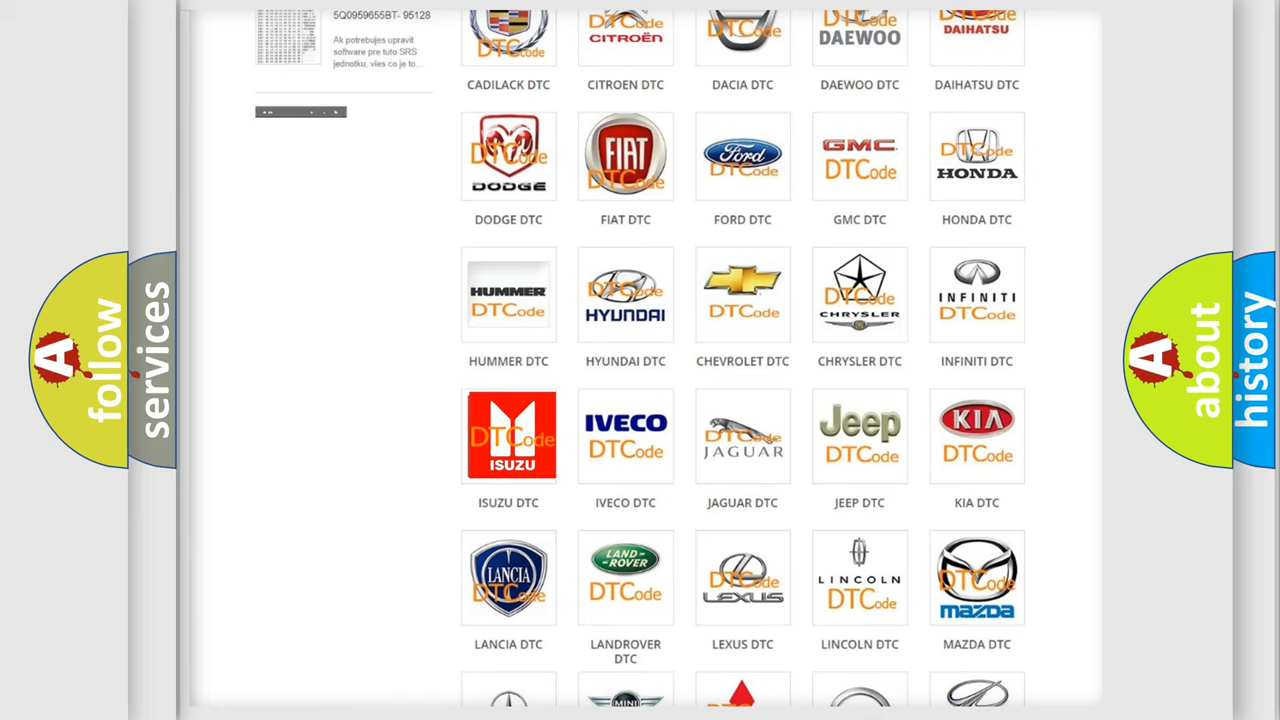 5Q0959655BT- 95128
Ak potrebujes upravit
software pre tuto SRS
jednotku, vies co je to...
DTCode
DTCode
CITROËN
DTCode
DAEWOO
DTCode
DAIHATSU
CADILACK DTC
CITROEN DTC
DACIA DTC
DAEWOO DTC
DAIHATSU DTC
DTCode
DODGE
FIAT
DTCode
Ford
DTCode
GMC
DTCode
DTCode
HONDA
DODGE DTC
FIAT DTC
FORD DTC
GMC DTC
HONDA DTC
HUMMER
DTCode
DTCode
HYUNDAI
DTCode
DTCode
CHRYSLER
INFINITI
DTCode
HUMMER DTC
HYUNDAI DTC
CHEVROLET DTC
CHRYSLER DTC
INFINITI DTC
DTCode
ISUZU
IVECO
DTCode
DTCode
JAGUAR
Jeep
DTCode
KIA
DTCode
ISUZU DTC
IVECO DTC
JAGUAR DTC
JEEP DTC
KIA DTC
LANCIA
DTCode
LAND-
ROVER
DTCode
DTCode
LEXUS
LINCOLN
DTCode
DTCode
mazda
LANCIA DTC
LANDROVER
DTC
LEXUS DTC
LINCOLN DTC
MAZDA DTC
MINI
A
follow
services
A
about
history